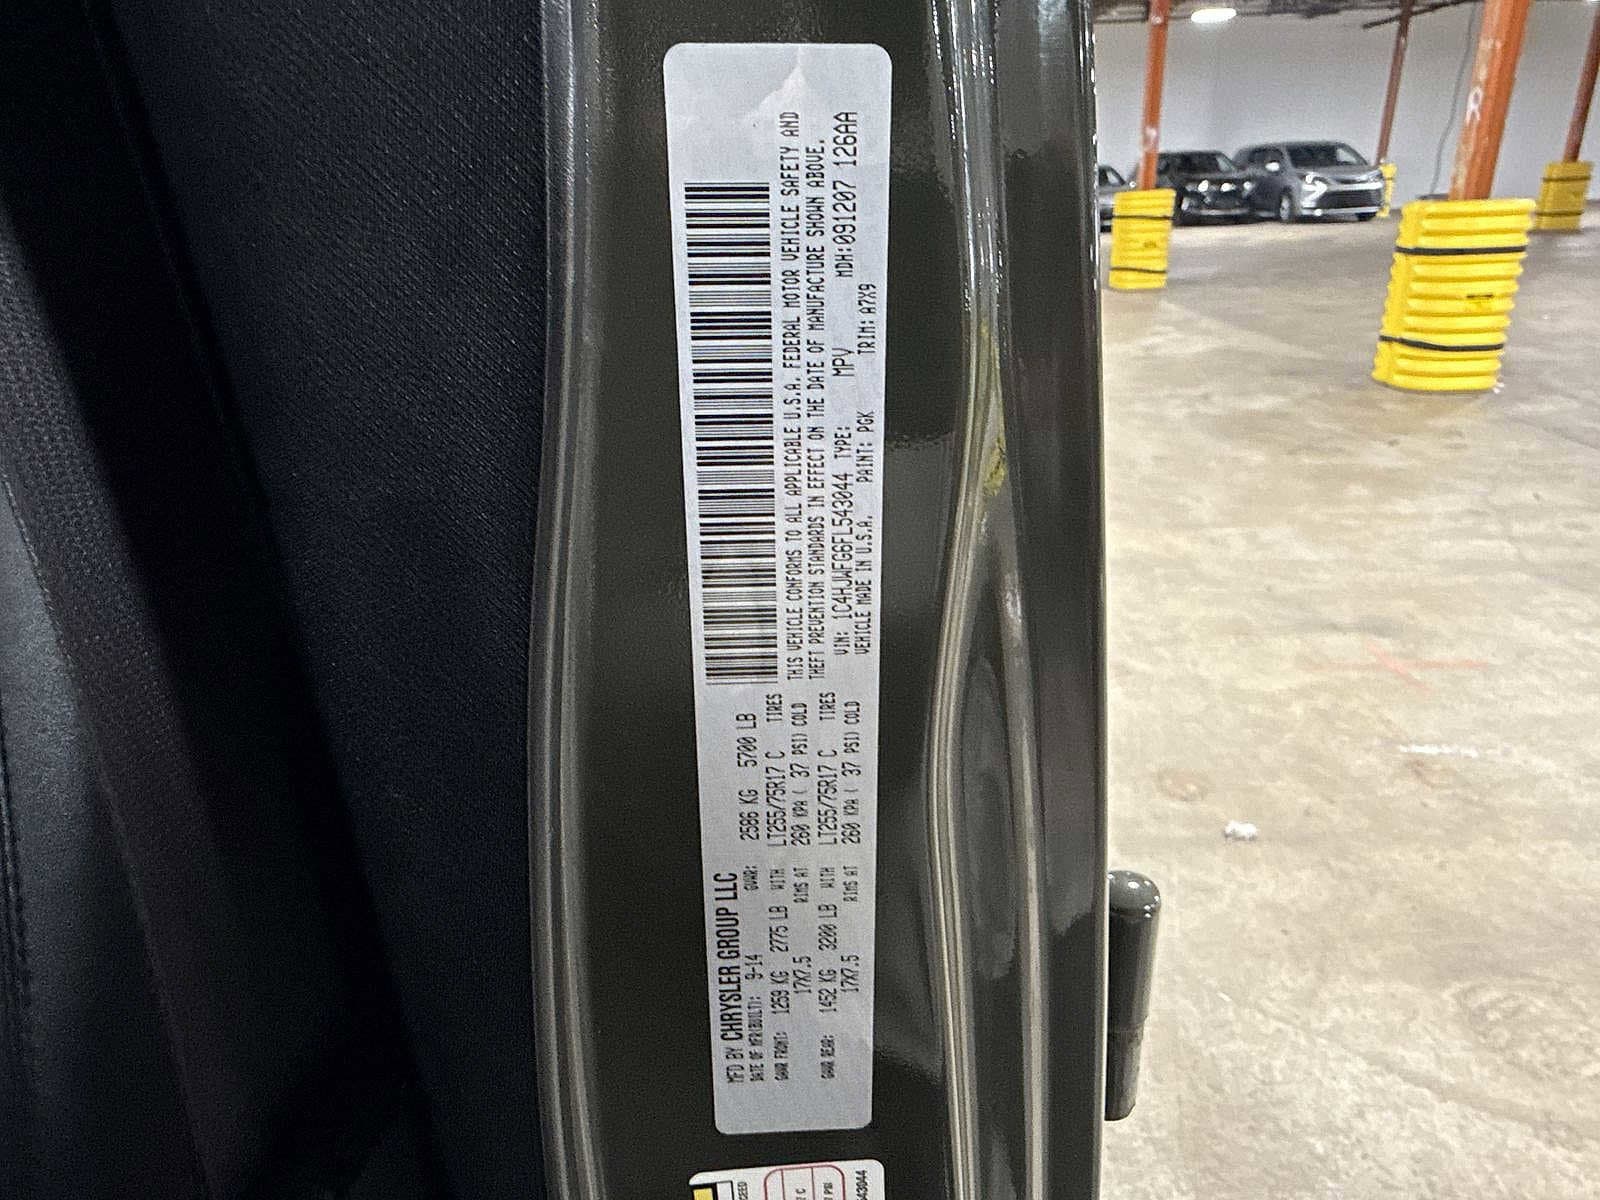 MFD BY CHRYSLER GROUP LLC
DATE OF MFR(BUILT): 9-14 GVWR: 2586 KG 5700 LB
GAWR FRONT: 1259 KG 2775 LB WITH LT255/75R17 C TIRES
17X7.5 RIMS AT 260 KPA ( 37 PSI) COLD
GAWR REAR: 1452 KG 3200 LB WITH LT255/75R17 C TIRES
17X7.5 RIMS AT 260 KPA ( 37 PSI) COLD
THIS VEHICLE CONFORMS TO ALL APPLICABLE U.S.A. FEDERAL MOTOR VEHICLE SAFETY AND
THEFT PREVENTION STANDARDS IN EFFECT ON THE DATE OF MANUFACTURE SHOWN ABOVE.
VIN: 1C4HJWFG6FL543044 TYPE: MPV MDH:091207 126AA
VEHICLE MADE IN U.S.A. PAINT: PGK TRIM: A7X9
R